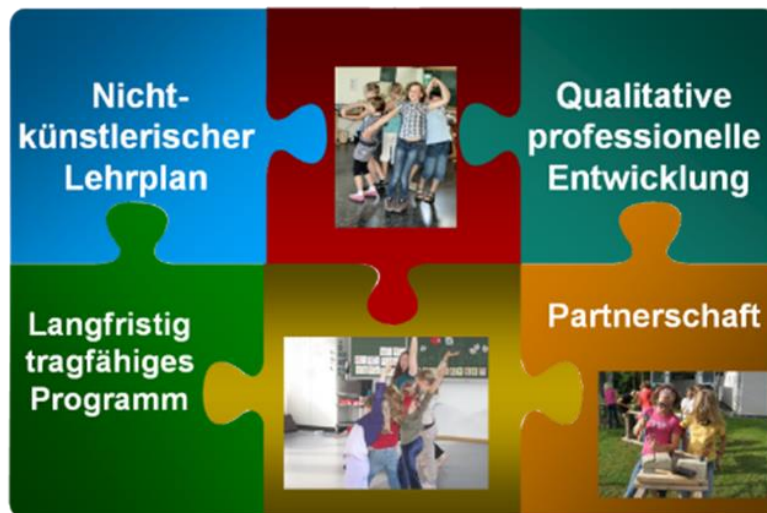 Nicht-
künstlerischer
Lehrplan
Qualitative
professionelle
Entwicklung
Langfristig
tragfähiges
Programm
Partnerschaft